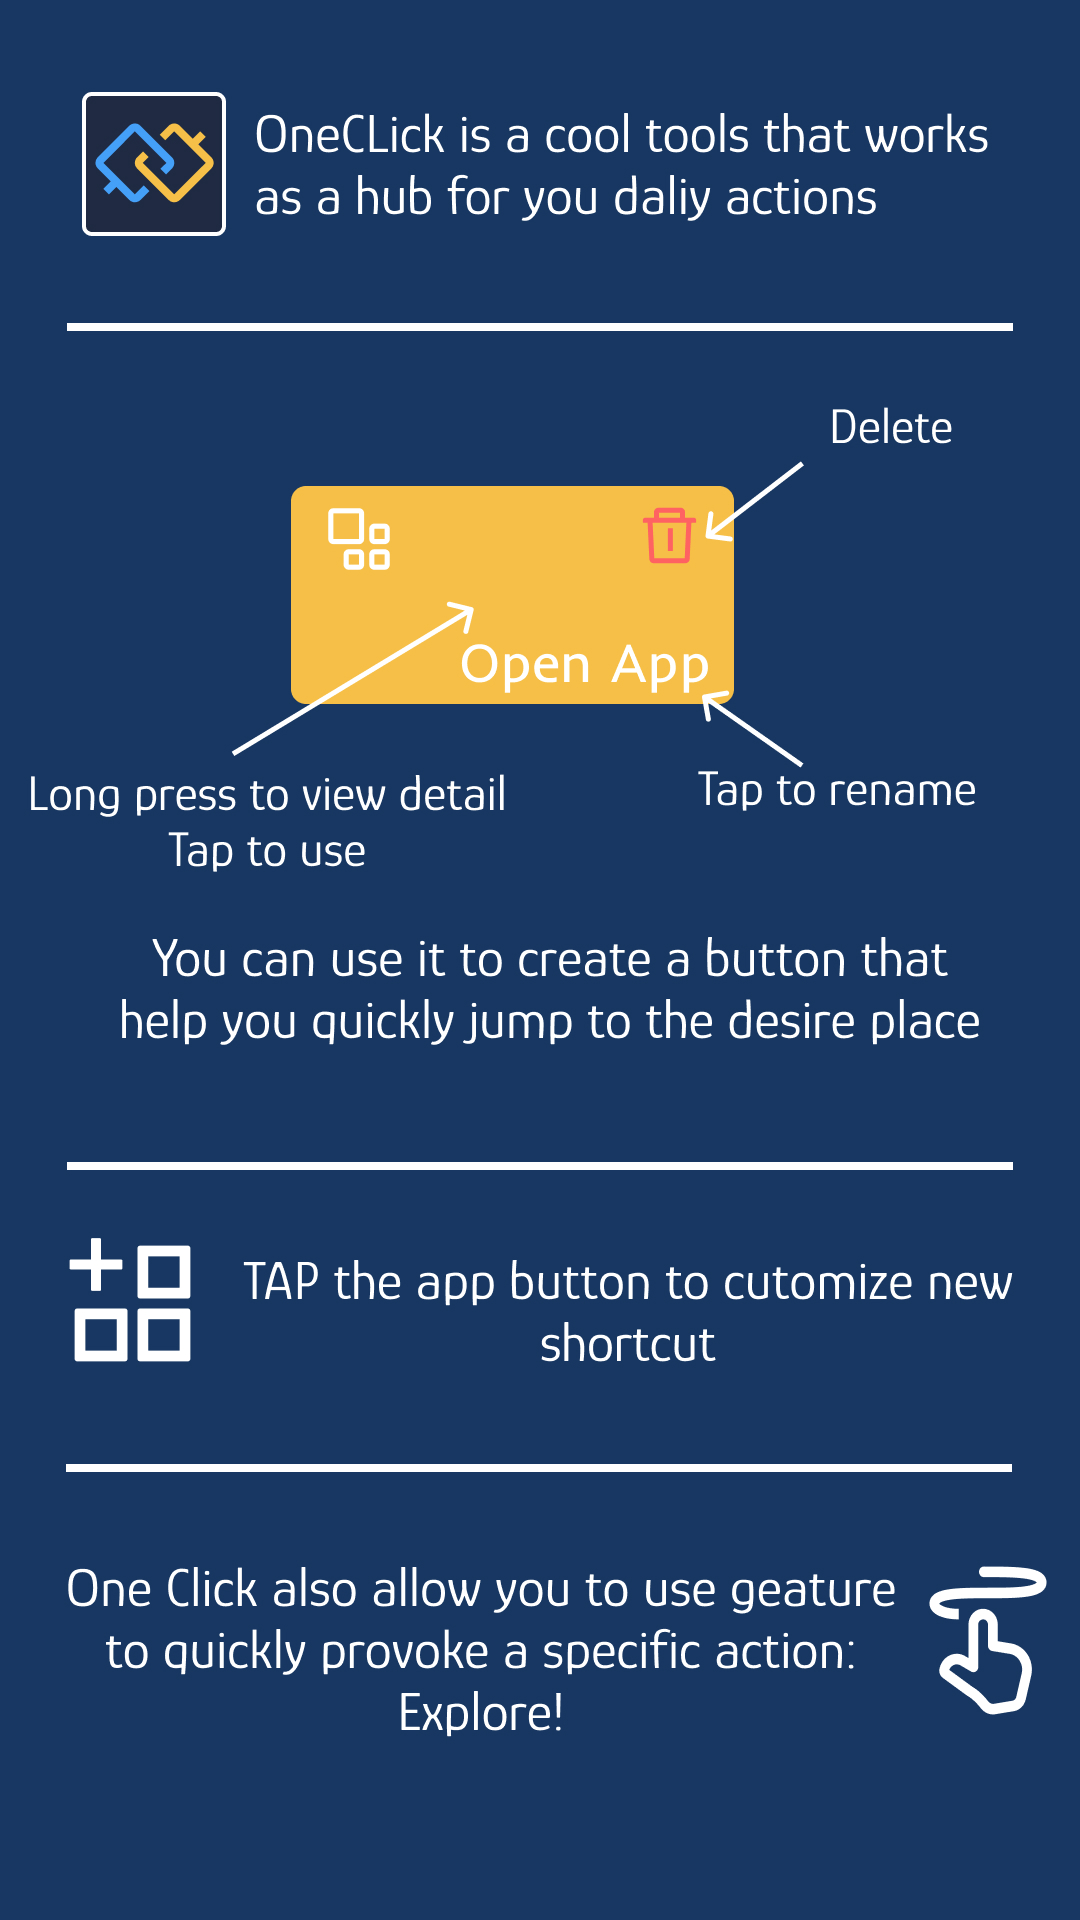 OneCLick is a cool tools that works
as a hub for you daliy actions
Delete
Open App
Long press to view detail
Tap to use
Tap to rename
You can use it to create a button that
help you quickly jump to the desire place
TAP the app button to cutomize new
shortcut
One Click also allow you to use geature
to quickly provoke a specific action:
Explore!